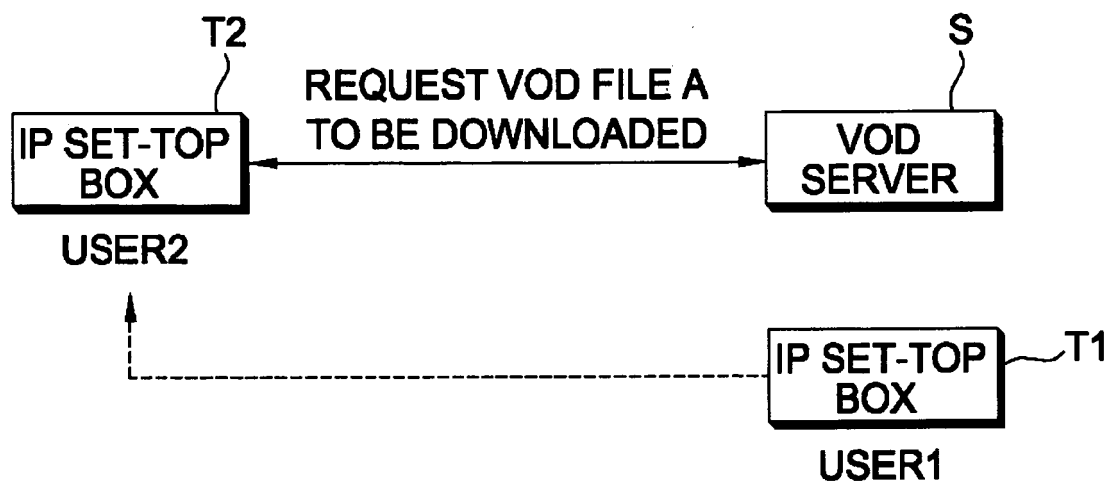 T2
S
REQUEST VOD FILE A
TO BE DOWNLOADED
IP SET-TOP
BOX
VOD
SERVER
USER2
IP SET-TOP
BOX
T1
USER1